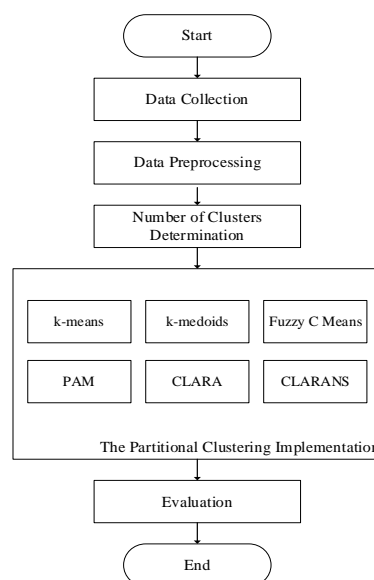 Start
Data Collection
Data Preprocessing
Number of Clusters
Determination
k-means
k-medoids
Fuzzy C Means
PAM
CLARA
CLARANS
The Partitional Clustering Implementation
Evaluation
End